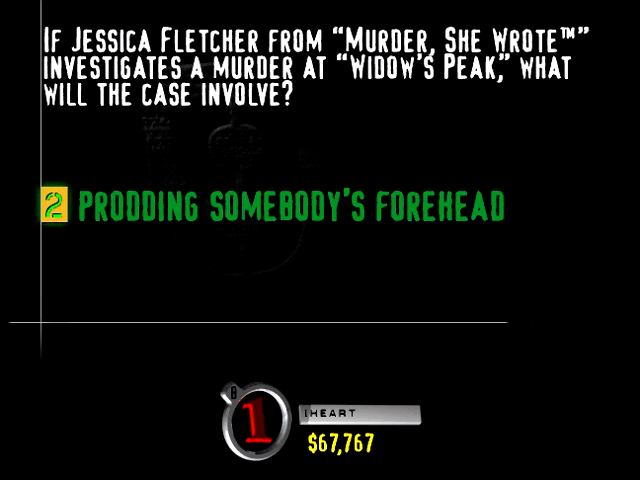 If Jessica Fletcher from “Murder, She Wrote™”
investigates a murder at “Widow's Peak,” what
will the case involve?
2 Prodding somebody's forehead
B
1
IHEART
$67,767